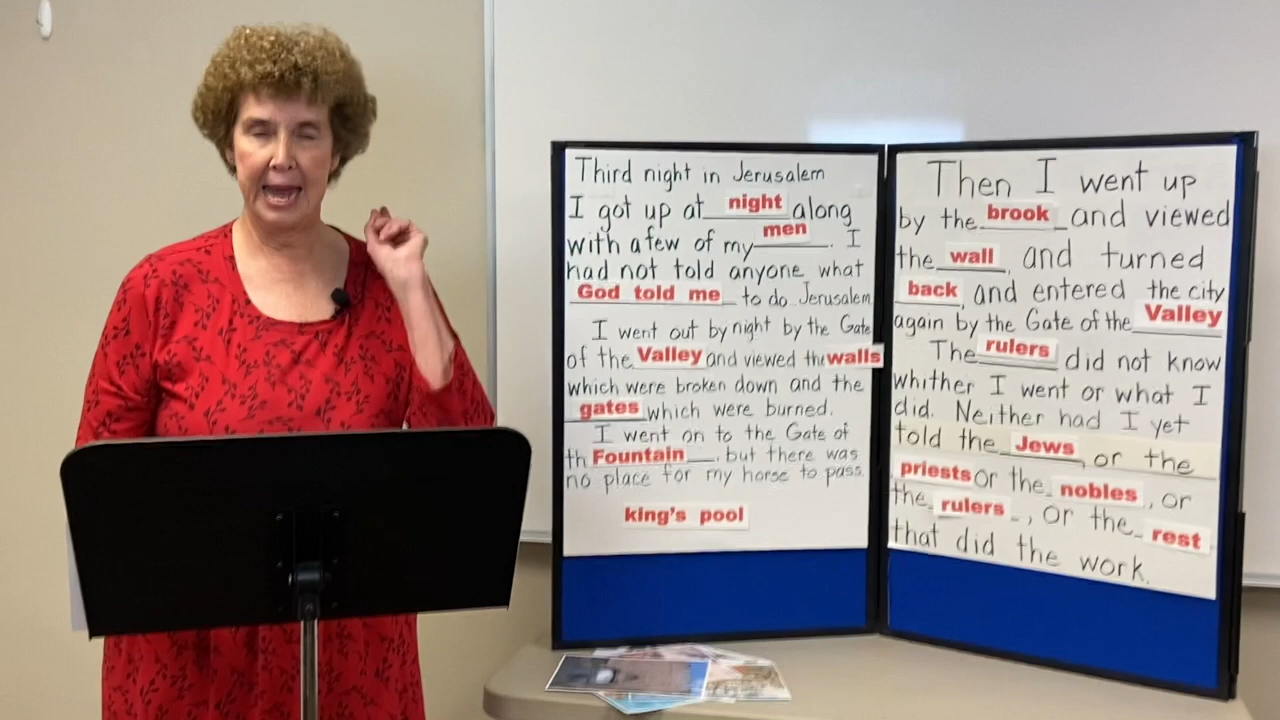 Third night in Jerusalem
I got up at night along
with a few of my men. I
had not told anyone what
God told me to do Jerusalem
I went out by night by the Gate
of the Valley and viewed the walls
which were broken down and the
gates which were burned.
I went on to the Gate of
th Fountain, but there was
no place for my horse to pass.
king's pool
Then I went up
by the brook and viewed
the wall, and turned
back, and entered the city
again by the Gate of the Valley
The rulers did not know
whither I went or what I
did. Neither had I yet
told the Jews, or the
priests or the nobles, or
the rulers, or the rest
that did the work.